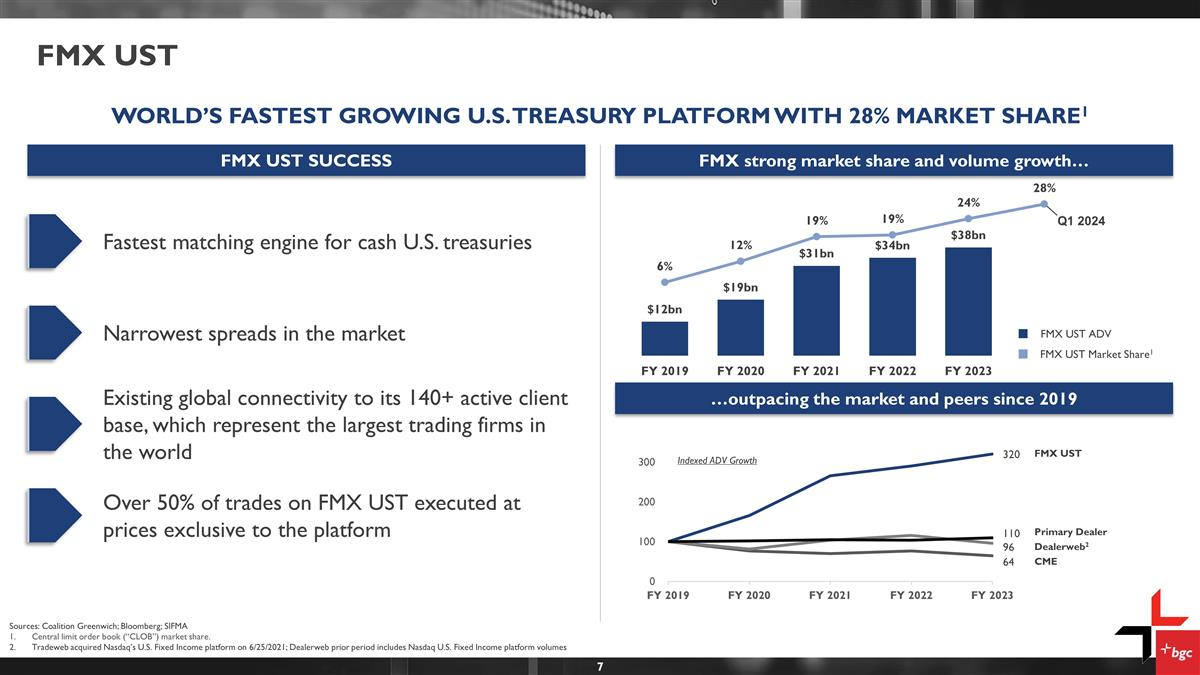 FMX UST
WORLD'S FASTEST GROWING U.S. TREASURY PLATFORM WITH 28% MARKET SHARE¹
FMX UST SUCCESS
Fastest matching engine for cash U.S. treasuries
Narrowest spreads in the market
Existing global connectivity to its 140+ active client
base, which represent the largest trading firms in
the world
Over 50% of trades on FMX UST executed at
prices exclusive to the platform
FMX strong market share and volume growth…
28%
24%
19%
19%
12%
6%
Q1 2024
$38bn
$34bn
$31bn
$19bn
$12bn
FMX UST ADV
FMX UST Market Share¹
FY 2019 FY 2020 FY 2021 FY 2022 FY 2023
…outpacing the market and peers since 2019
Indexed ADV Growth
300
200
100
0
320 FMX UST
110 Primary Dealer
96 Dealerweb²
64 CME
FY 2019 FY 2020 FY 2021 FY 2022 FY 2023
Sources: Coalition Greenwich; Bloomberg; SIFMA
1. Central limit order book ("CLOB") market share.
2. Tradeweb acquired Nasdaq's U.S. Fixed Income platform on 6/25/2021; Dealerweb prior period includes Nasdaq U.S. Fixed Income platform volumes
7
bgc